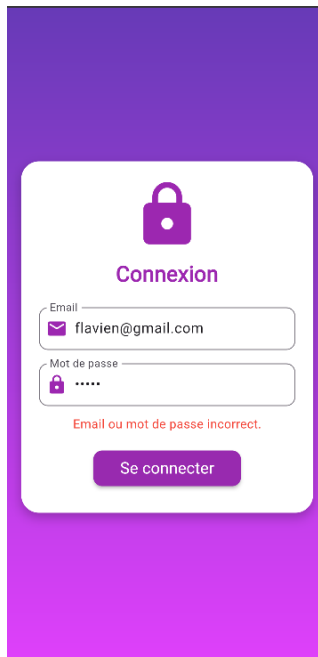 Connexion
Email
flavien@gmail.com
Mot de passe
•••••
Email ou mot de passe incorrect.
Se connecter